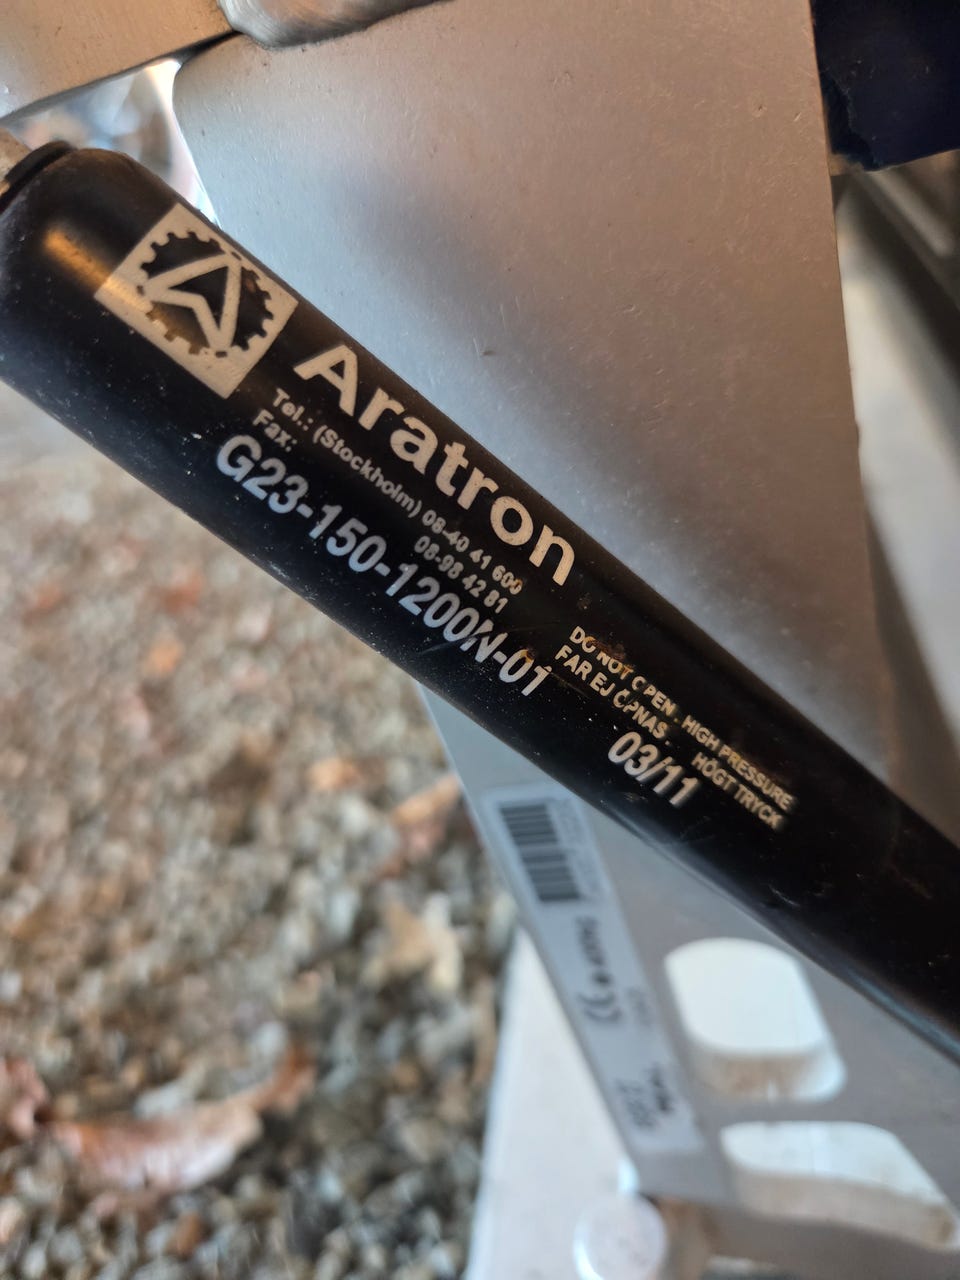 Aratron
Tel.: (Stockholm) 08-40 41 600
Fax: 08-98 42 81
G23-150-1200N-01
DO NOT OPEN . HIGH PRESSURE
FAR EJ ÖPNAS . HÖGT TRYCK
03/11
CE